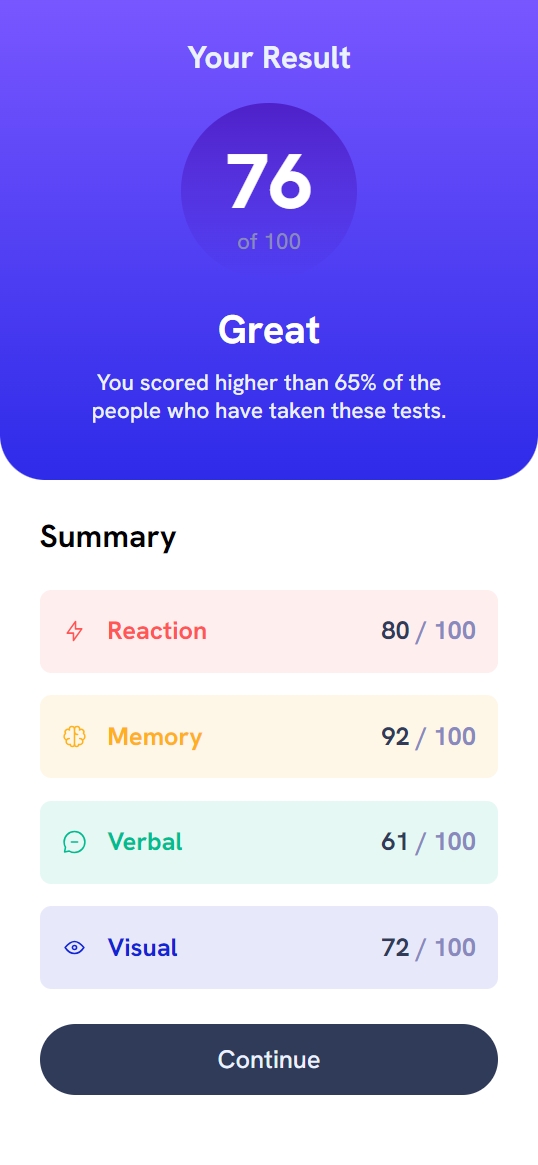 Your Result
76
of 100
Great
You scored higher than 65% of the
people who have taken these tests.
Summary
Reaction 80 / 100
Memory 92 / 100
Verbal 61 / 100
Visual 72 / 100
Continue